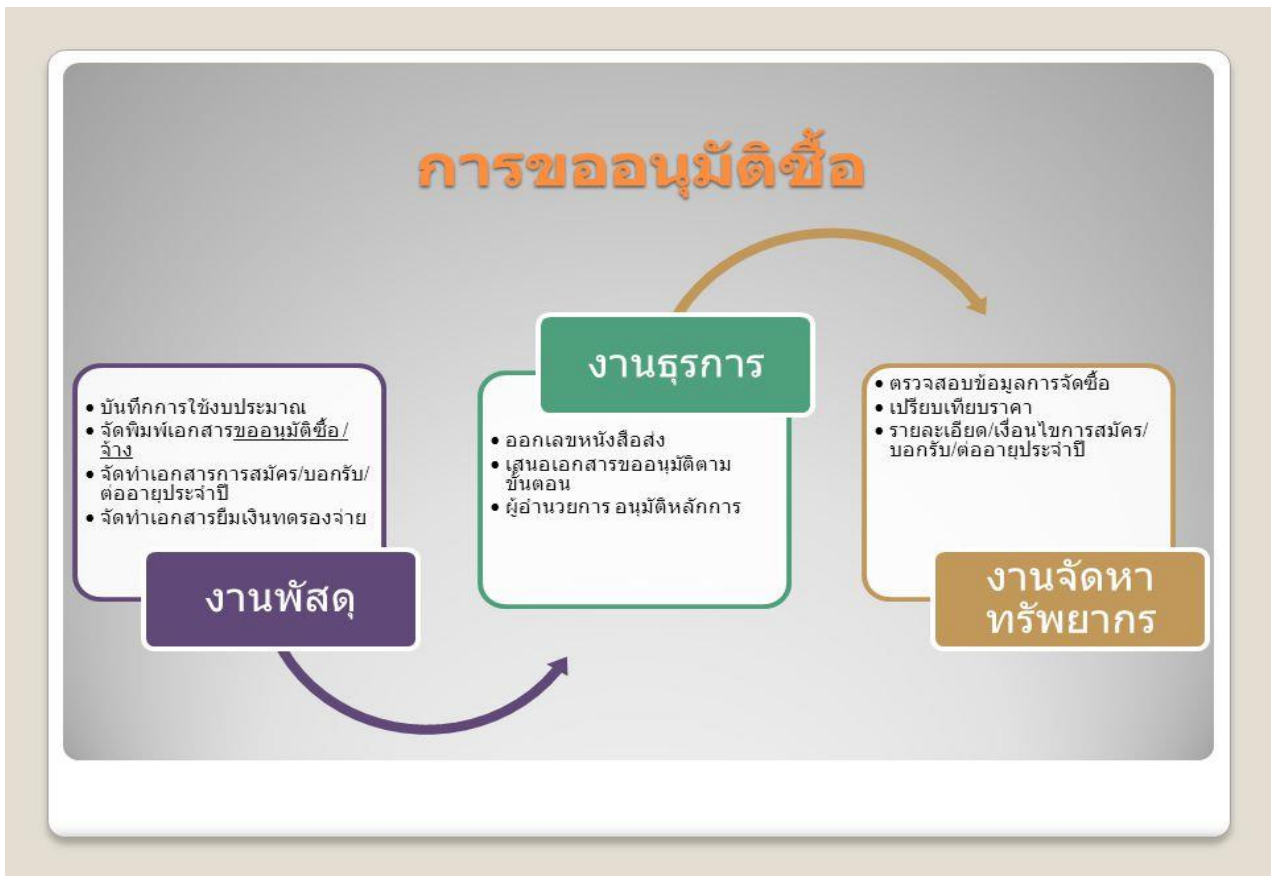 การขออนุมัติซื้อ
• บันทึกการใช้งบประมาณ
• จัดพิมพ์เอกสารขออนุมัติซื้อ/
จ้าง
• จัดทำเอกสารการสมัคร/บอกรับ/
ต่ออายุประจำปี
• จัดทำเอกสารยืมเงินทดรองจ่าย
งานพัสดุ
งานธุรการ
• ออกเลขหนังสือส่ง
• เสนอเอกสารขออนุมัติตาม
ขั้นตอน
• ผู้อำนวยการ อนุมัติหลักการ
• ตรวจสอบข้อมูลการจัดซื้อ
• เปรียบเทียบราคา
• รายละเอียด/เงื่อนไขการสมัคร/
บอกรับ/ต่ออายุประจำปี
งานจัดหา
ทรัพยากร